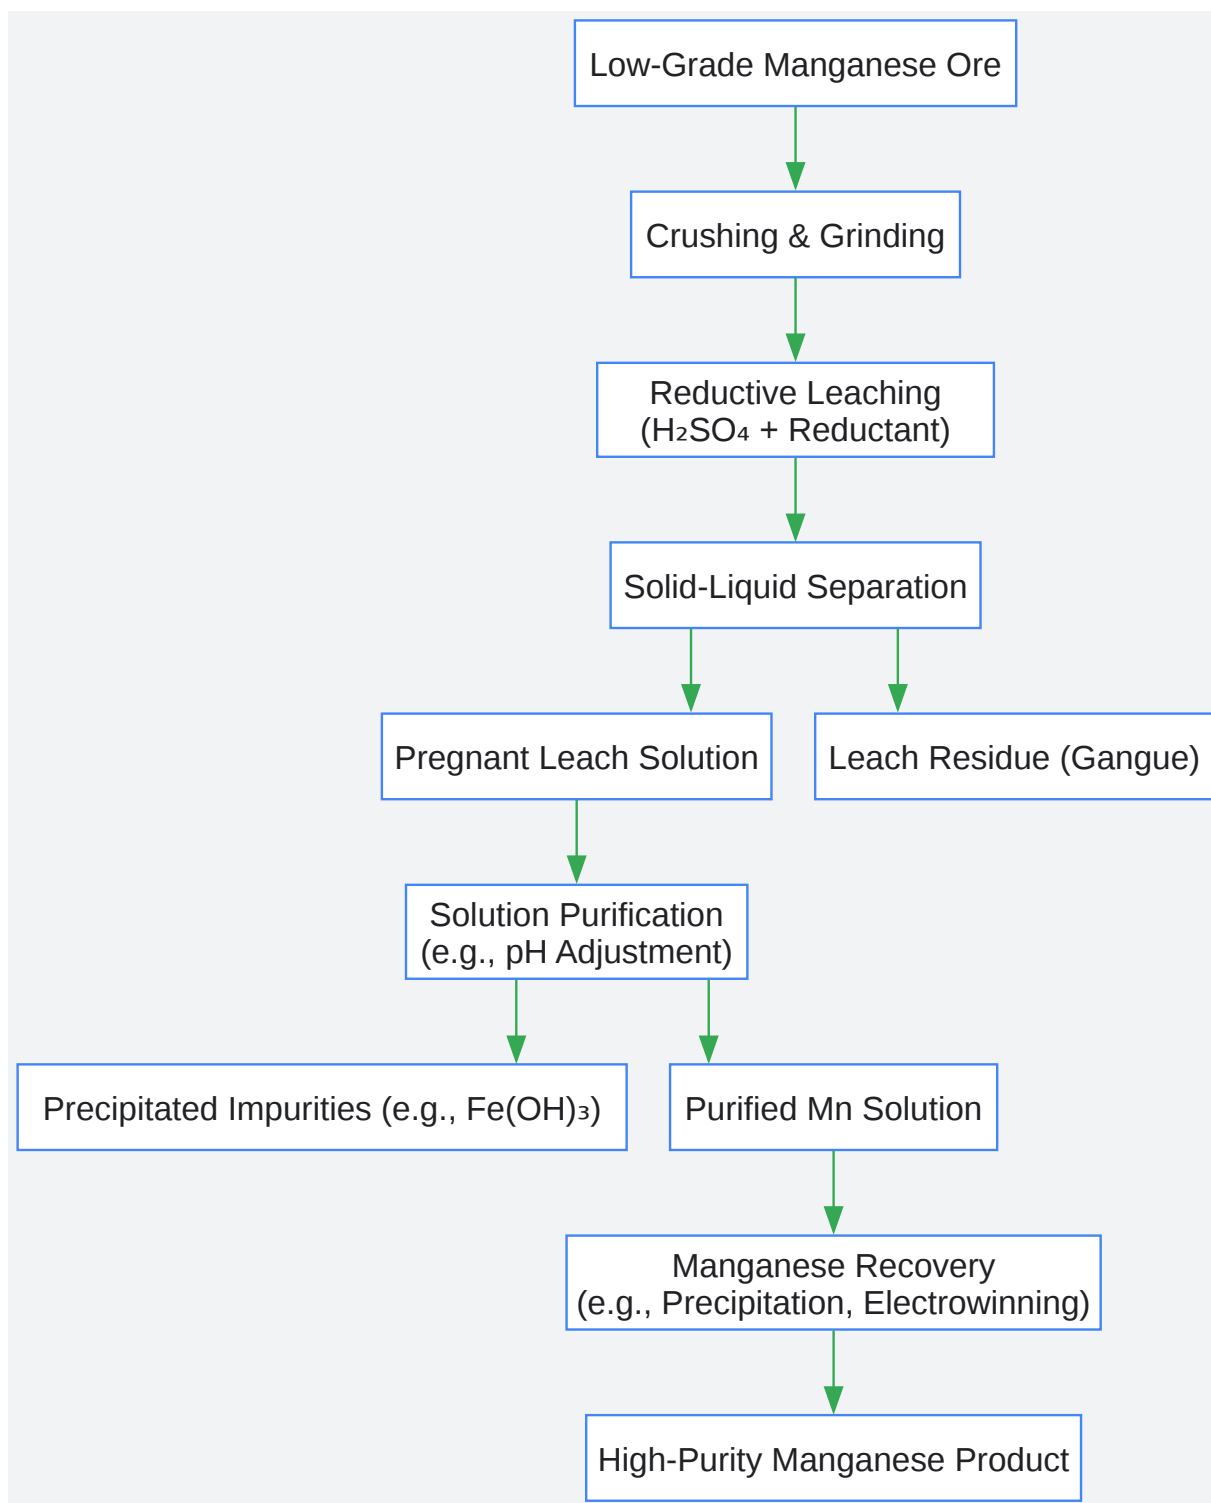 Low-Grade Manganese Ore
Crushing & Grinding
Reductive Leaching
(H₂SO₄ + Reductant)
Solid-Liquid Separation
Pregnant Leach Solution
Leach Residue (Gangue)
Solution Purification
(e.g., pH Adjustment)
Precipitated Impurities (e.g., Fe(OH)₃)
Purified Mn Solution
Manganese Recovery
(e.g., Precipitation, Electrowinning)
High-Purity Manganese Product